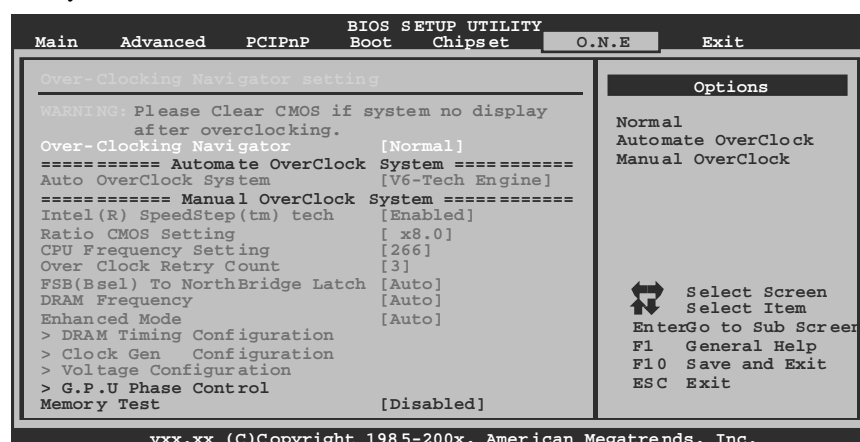 BIOS SETUP UTILITY
Main Advanced PCIPnP Boot Chipset O.N.E Exit
Over-Clocking Navigator setting
WARNING: Please Clear CMOS if system no display
after overclocking.
Over-Clocking Navigator [Normal]
=========== Automate OverClock System ===========
Auto OverClock System [V6-Tech Engine]
=========== Manual OverClock System ============
Intel(R) SpeedStep(tm) tech [Enabled]
Ratio CMOS Setting [ x8.0]
CPU Frequency Setting [266]
Over Clock Retry Count [3]
FSB(Bsel) To NorthBridge Latch [Auto]
DRAM Frequency [Auto]
Enhanced Mode [Auto]
> DRAM Timing Configuration
> Clock Gen Configuration
> Voltage Configuration
> G.P.U Phase Control
Memory Test [Disabled]
Options
Normal
Automate OverClock
Manual OverClock
Select Screen
Select Item
Enter Go to Sub Screen
F1 General Help
F10 Save and Exit
ESC Exit
vxx.xx (C)Copyright 1985-200x, American Megatrends, Inc.